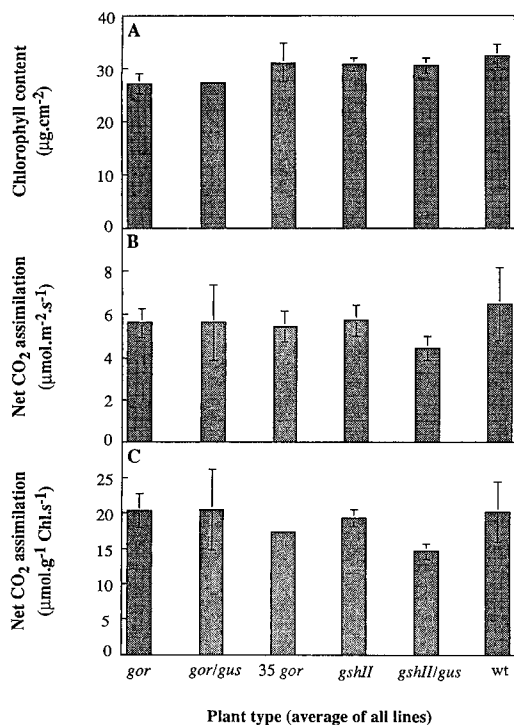 A
Chlorophyll content
(μg.cm⁻²)
40
30
20
10
0
B
Net CO₂ assimilation
(μmol.m⁻².s⁻¹)
8
6
4
2
0
C
Net CO₂ assimilation
(μmol.g⁻¹ Chl.s⁻¹)
25
20
15
10
5
0
gor
gor/gus
35 gor
gshII
gshII/gus
wt
Plant type (average of all lines)